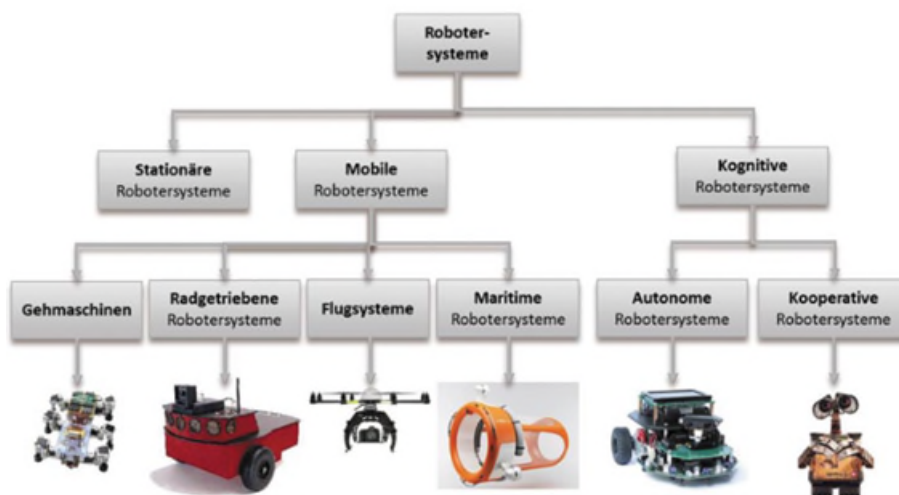 Roboter-
systeme
Stationäre
Robotersysteme
Mobile
Robotersysteme
Kognitive
Robotersysteme
Gehmaschinen
Radgetriebene
Robotersysteme
Flugsysteme
Maritime
Robotersysteme
Autonome
Robotersysteme
Kooperative
Robotersysteme